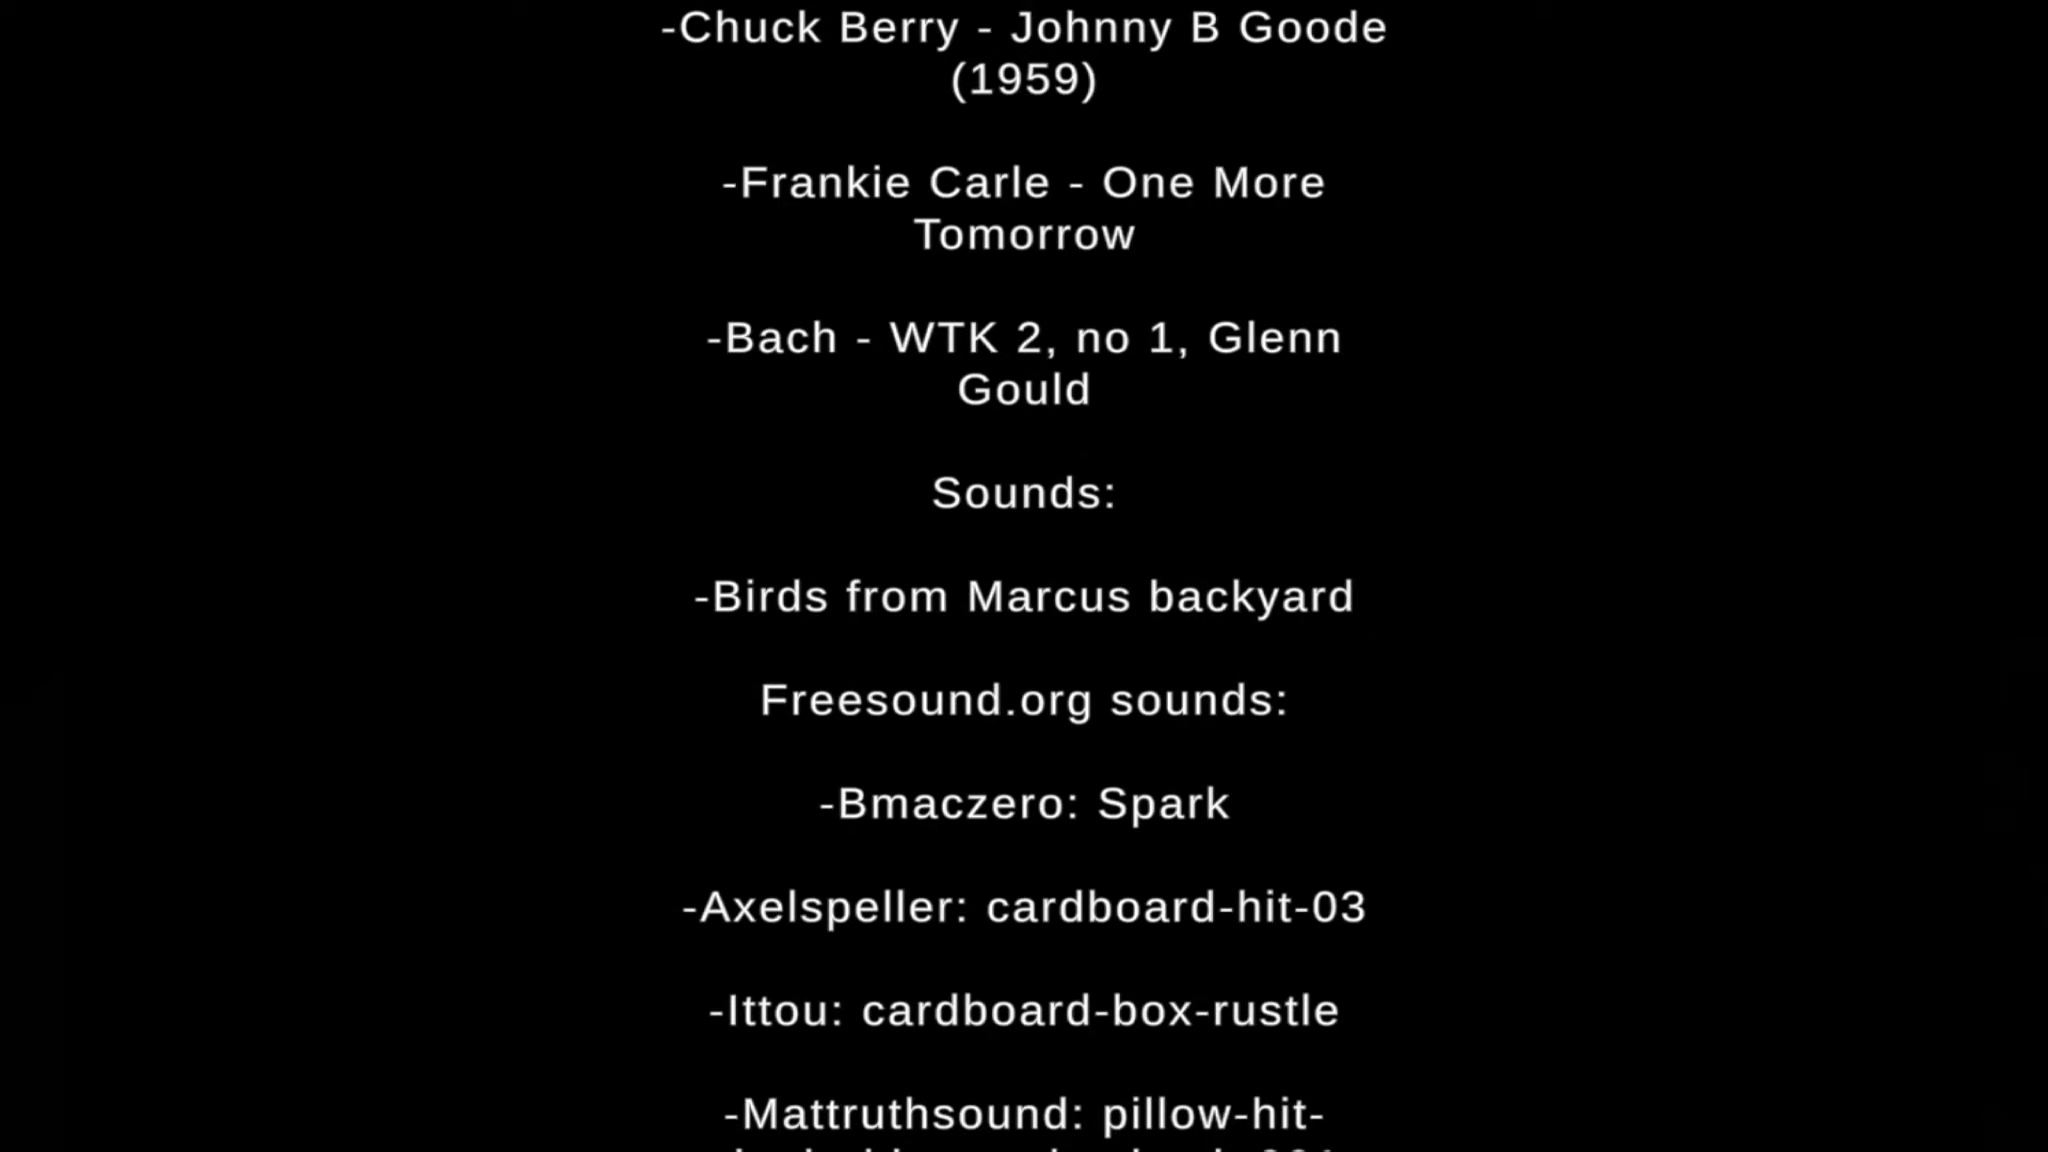 -Chuck Berry - Johnny B Goode
(1959)
-Frankie Carle - One More
Tomorrow
-Bach - WTK 2, no 1, Glenn
Gould
Sounds:
-Birds from Marcus backyard
Freesound.org sounds:
-Bmaczero: Spark
-Axelspeller: cardboard-hit-03
-Ittou: cardboard-box-rustle
-Mattruthsound: pillow-hit-